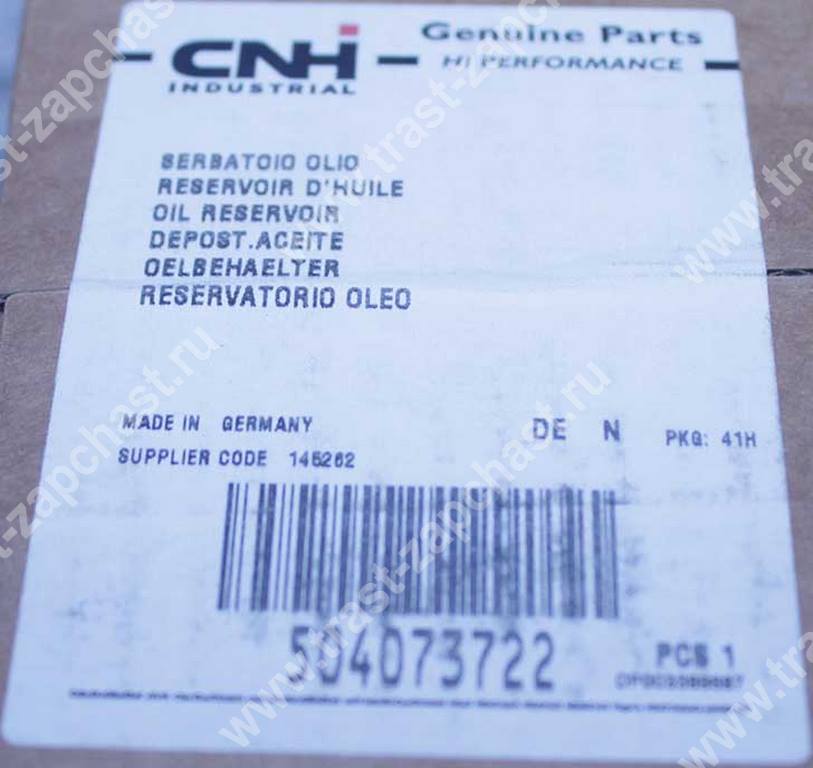 CNH
INDUSTRIAL
Genuine Parts
HI PERFORMANCE
SERBATOIO OLIO
RESERVOIR D'HUILE
OIL RESERVOIR
DEPOST.ACEITE
OELBEHAELTER
RESERVATORIO OLEO
MADE IN GERMANY
DE N
PKG: 41H
SUPPLIER CODE 145262
504073722
PCS 1
www.trast-zapchast.ru